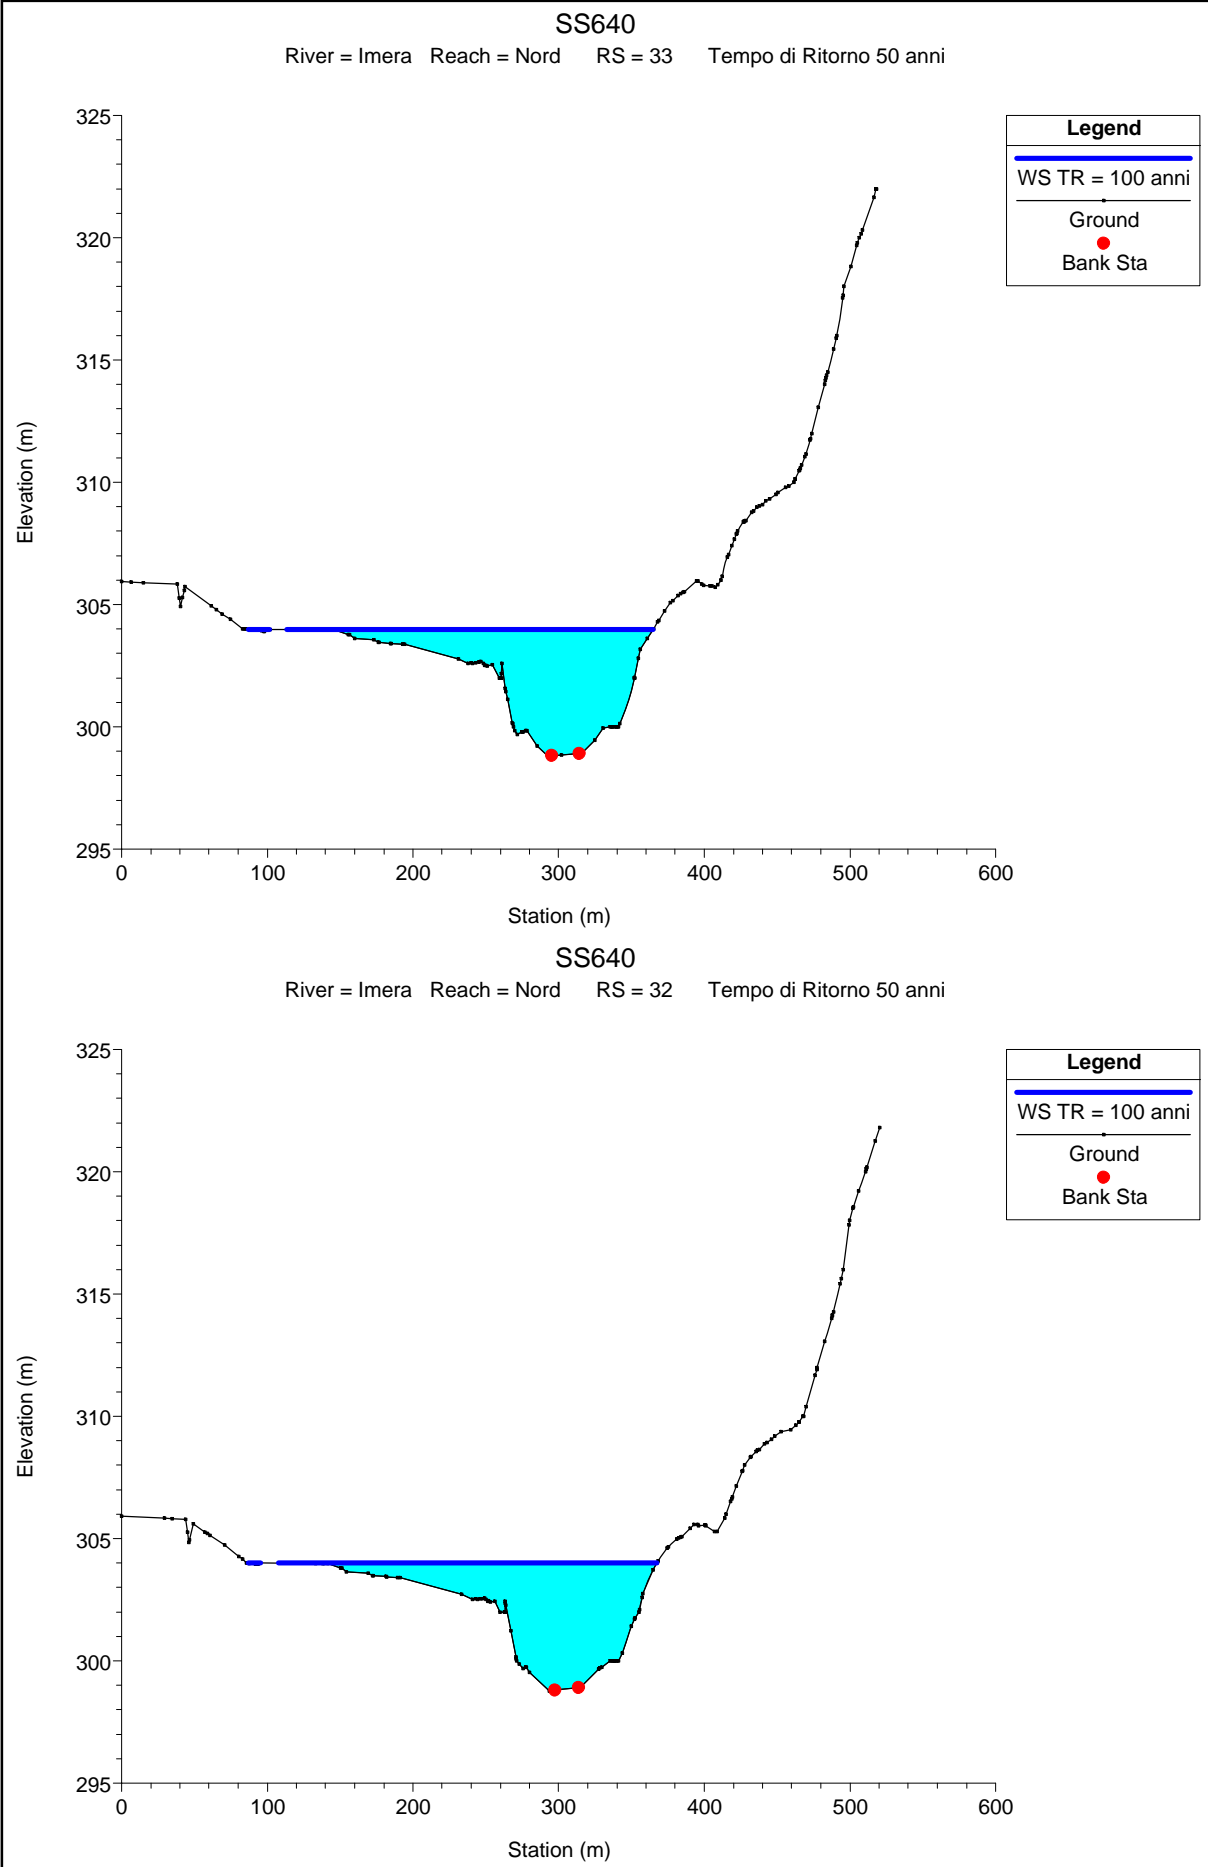 SS640
River = Imera Reach = Nord RS = 33 Tempo di Ritorno 50 anni
325
320
315
310
305
300
295
Elevation (m)
0 100 200 300 400 500 600
Station (m)
Legend
WS TR = 100 anni
Ground
Bank Sta
SS640
River = Imera Reach = Nord RS = 32 Tempo di Ritorno 50 anni
325
320
315
310
305
300
295
Elevation (m)
0 100 200 300 400 500 600
Station (m)
Legend
WS TR = 100 anni
Ground
Bank Sta